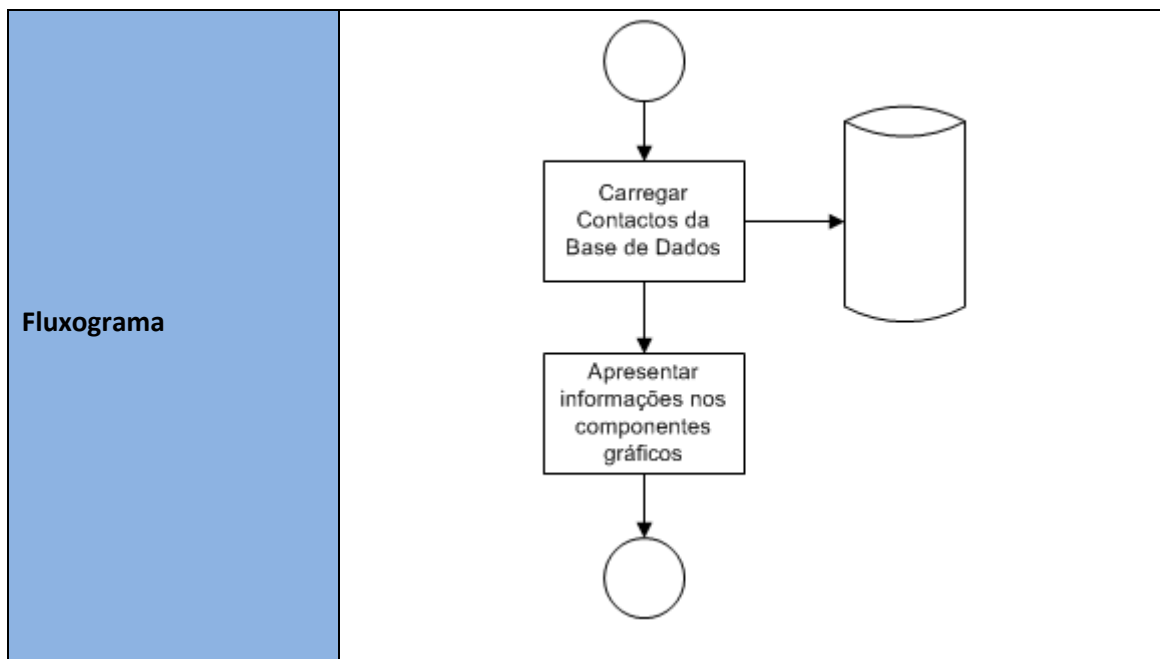 Fluxograma
Carregar
Contactos da
Base de Dados
Apresentar
informações nos
componentes
gráficos